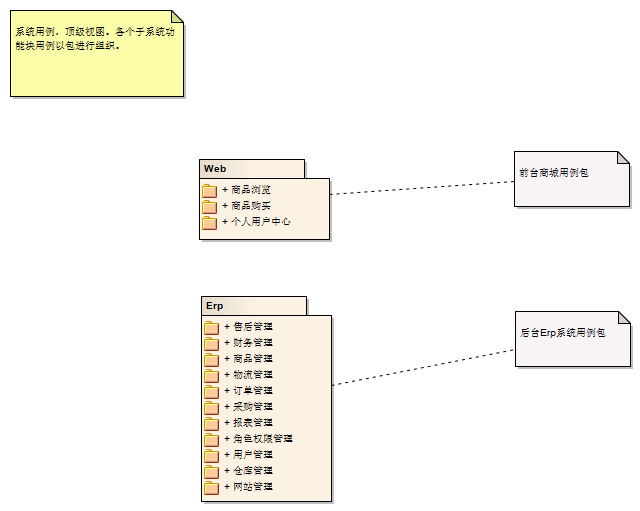 系统用例，顶级视图。各个子系统功
能块用例以包进行组织。
Web
+ 商品浏览
+ 商品购买
+ 个人用户中心
前台商城用例包
Erp
+ 售后管理
+ 财务管理
+ 商品管理
+ 物流管理
+ 订单管理
+ 采购管理
+ 报表管理
+ 角色权限管理
+ 用户管理
+ 仓库管理
+ 网站管理
后台Erp系统用例包